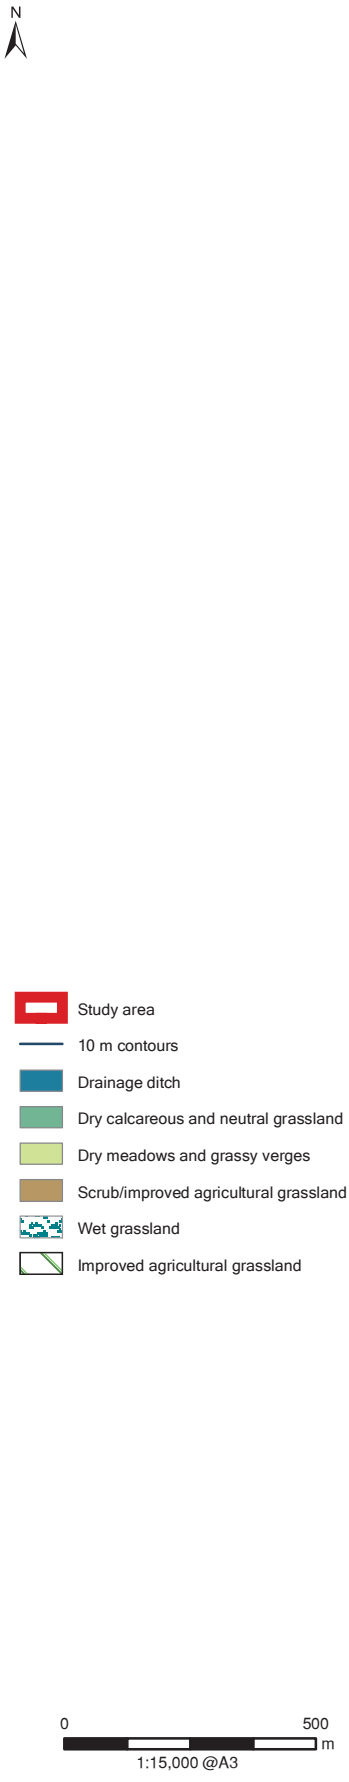 N
Study area
10 m contours
Drainage ditch
Dry calcareous and neutral grassland
Dry meadows and grassy verges
Scrub/improved agricultural grassland
Wet grassland
Improved agricultural grassland
0 500
m
1:15,000 @A3